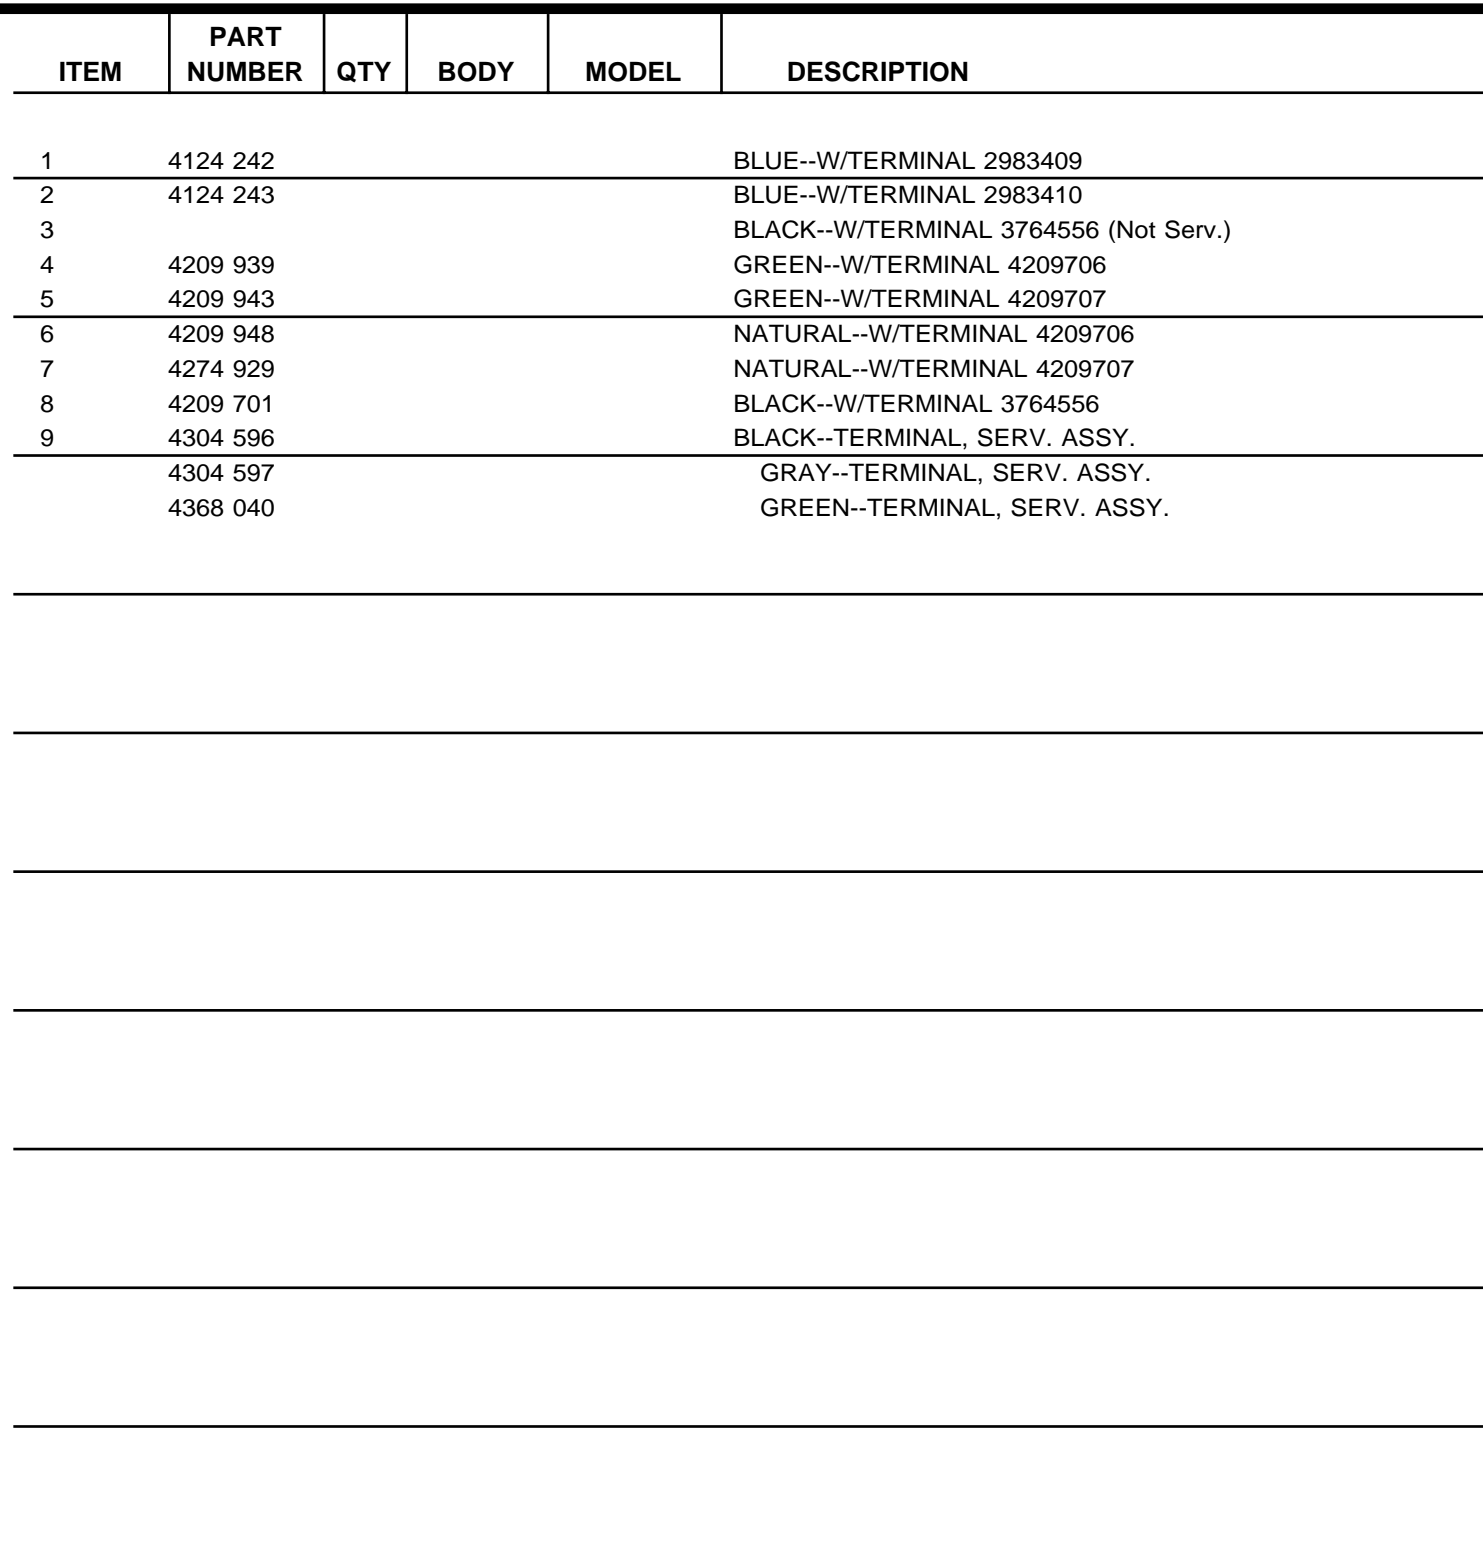 PART
ITEM NUMBER QTY BODY MODEL DESCRIPTION
1 4124 242 BLUE--W/TERMINAL 2983409
2 4124 243 BLUE--W/TERMINAL 2983410
3 BLACK--W/TERMINAL 3764556 (Not Serv.)
4 4209 939 GREEN--W/TERMINAL 4209706
5 4209 943 GREEN--W/TERMINAL 4209707
6 4209 948 NATURAL--W/TERMINAL 4209706
7 4274 929 NATURAL--W/TERMINAL 4209707
8 4209 701 BLACK--W/TERMINAL 3764556
9 4304 596 BLACK--TERMINAL, SERV. ASSY.
4304 597 GRAY--TERMINAL, SERV. ASSY.
4368 040 GREEN--TERMINAL, SERV. ASSY.